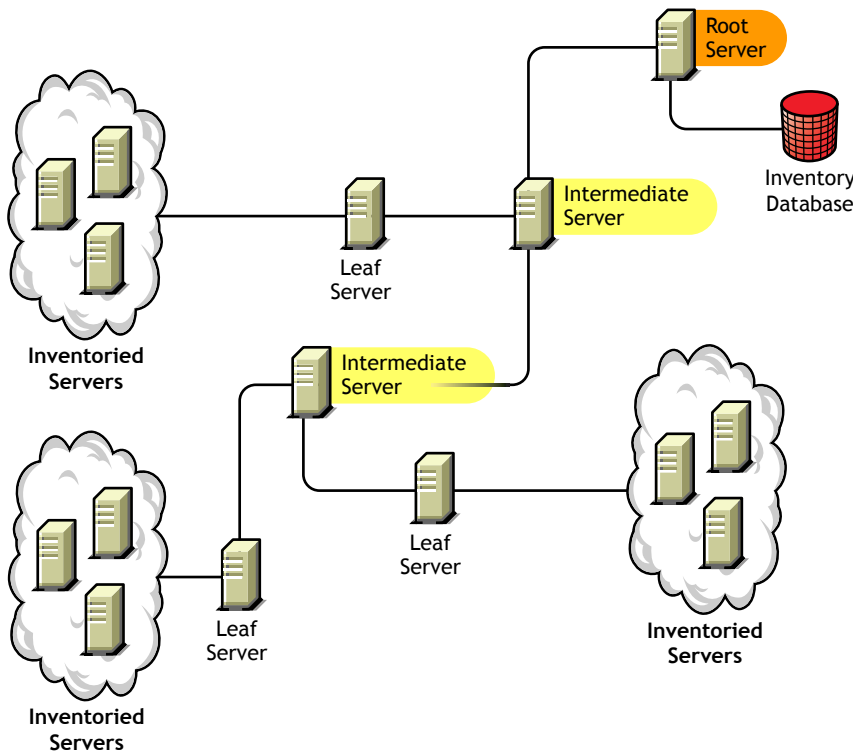 Root
Server
Inventory
Database
Intermediate
Server
Leaf
Server
Inventoried
Servers
Intermediate
Server
Leaf
Server
Inventoried
Servers
Leaf
Server
Inventoried
Servers